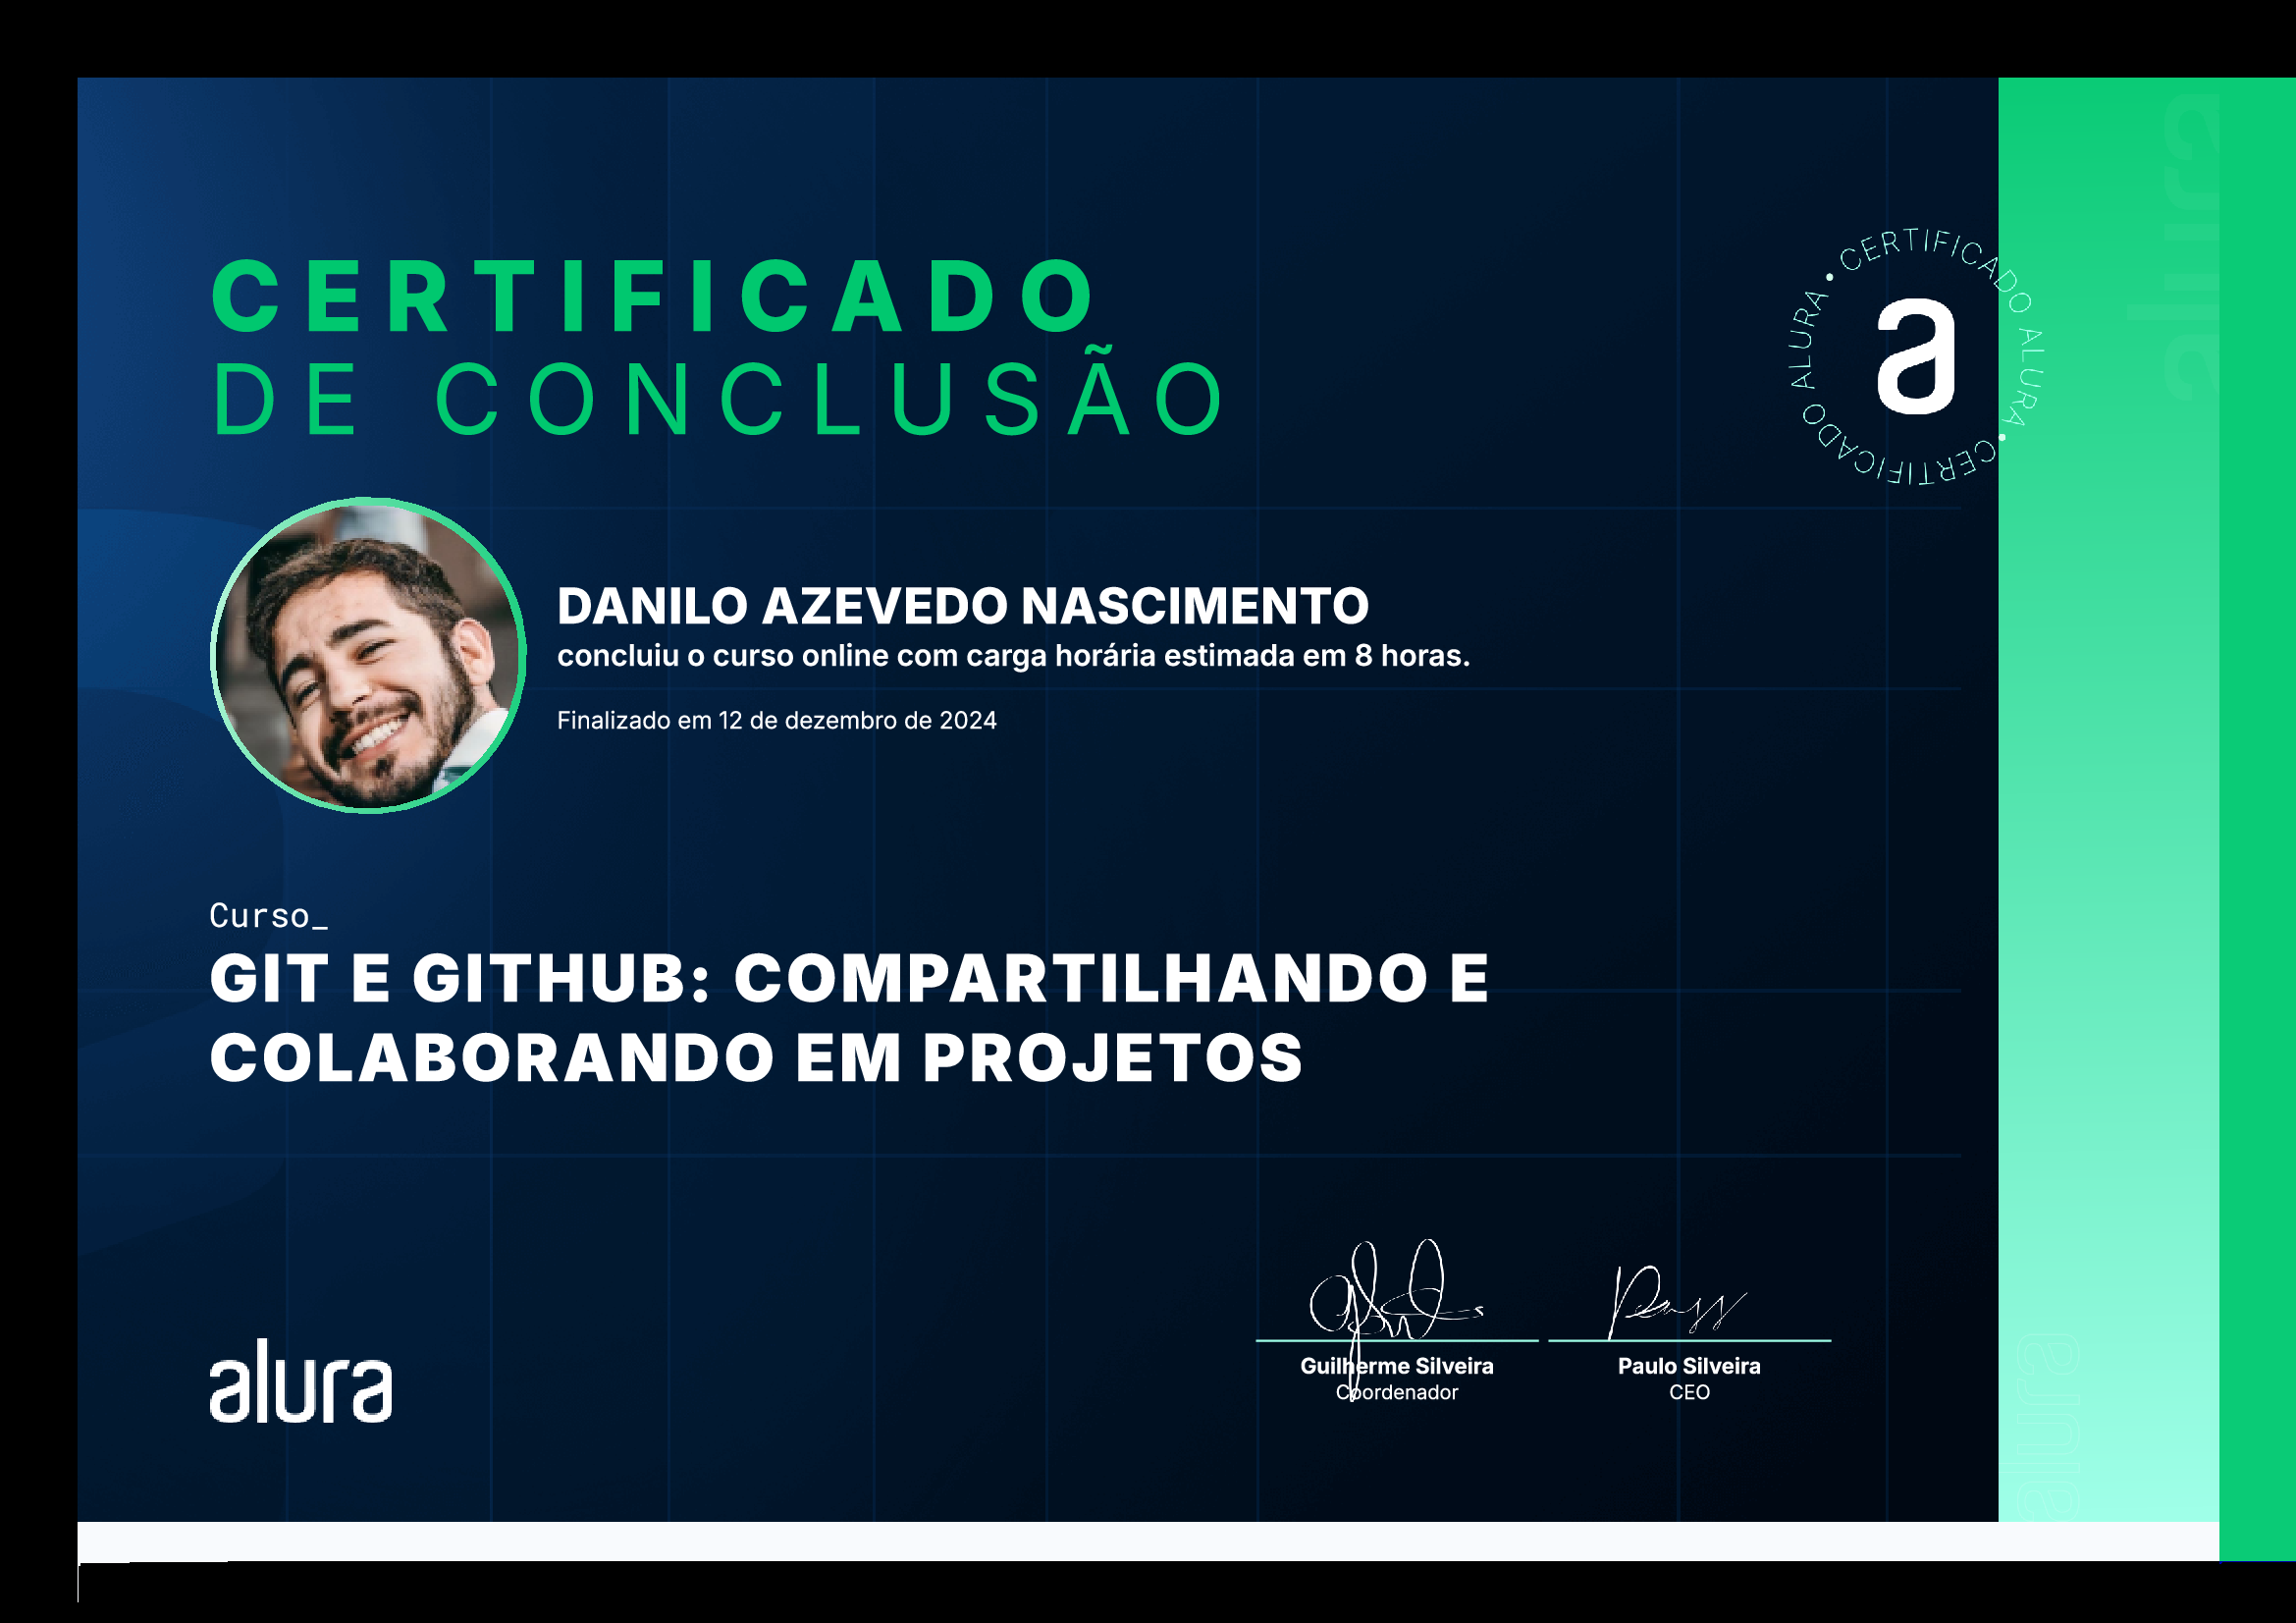 CERTIFICADO
DE CONCLUSÃO
CERTIFICADO ALURA • CERTIFICADO ALURA •
a
alura
DANILO AZEVEDO NASCIMENTO
concluiu o curso online com carga horária estimada em 8 horas.
Finalizado em 12 de dezembro de 2024
Curso_
GIT E GITHUB: COMPARTILHANDO E
COLABORANDO EM PROJETOS
Guilherme Silveira
Coordenador
Paulo Silveira
CEO
alura
alura